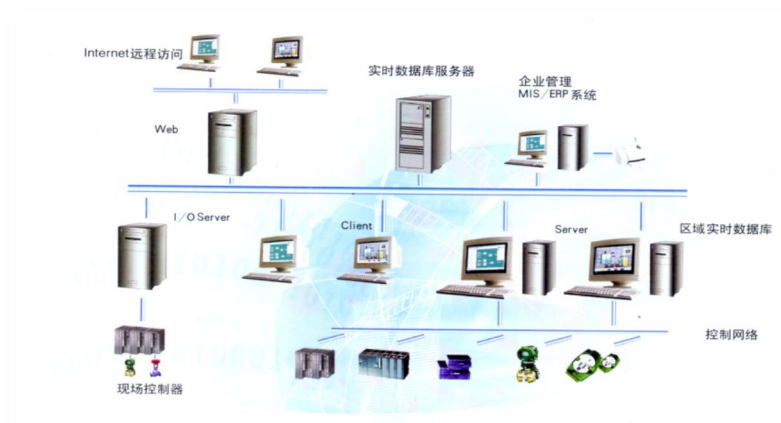 Internet远程访问
实时数据库服务器
企业管理
MIS/ERP系统
Web
I/O Server
Client
Server
区域实时数据库
控制网络
现场控制器